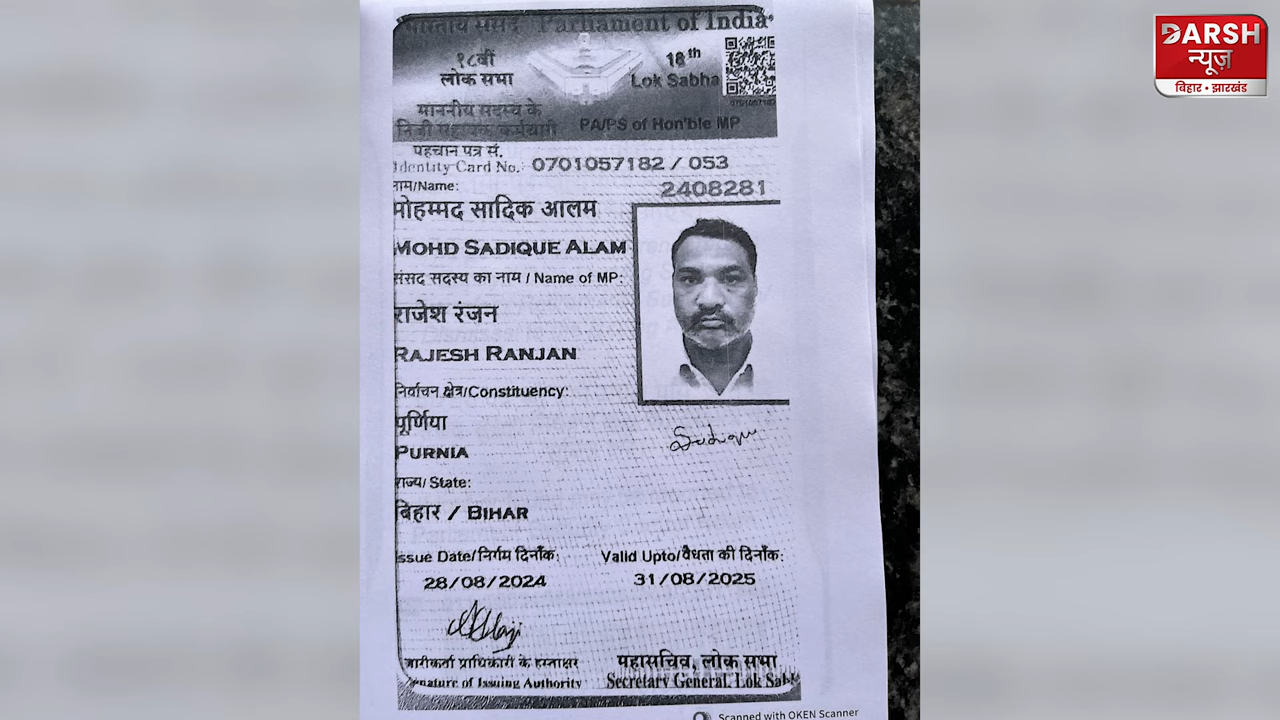 DARSH
न्यूज़
बिहार • झारखंड
भारतीय संसद Parliament of India
१८वीं 18th
लोक सभा Lok Sabha
माननीय सदस्य के
निजी सहायक कर्मचारी PA/PS of Hon'ble MP
पहचान पत्र सं.
Identity Card No.: 0701057182 / 053
नाम/Name: 2408281
मोहम्मद सादिक आलम
MOHD SADIQUE ALAM
संसद सदस्य का नाम / Name of MP:
राजेश रंजन
RAJESH RANJAN
निर्वाचन क्षेत्र/Constituency:
पूर्णिया
PURNIA
Sadique
राज्य/ State:
बिहार / BIHAR
Issue Date/निर्गम दिनाँक: Valid Upto/वैधता की दिनाँक:
28/08/2024 31/08/2025
जारीकर्ता प्राधिकारी के हस्ताक्षर महासचिव, लोक सभा
Signature of Issuing Authority Secretary General, Lok Sabha
Scanned with OKEN Scanner